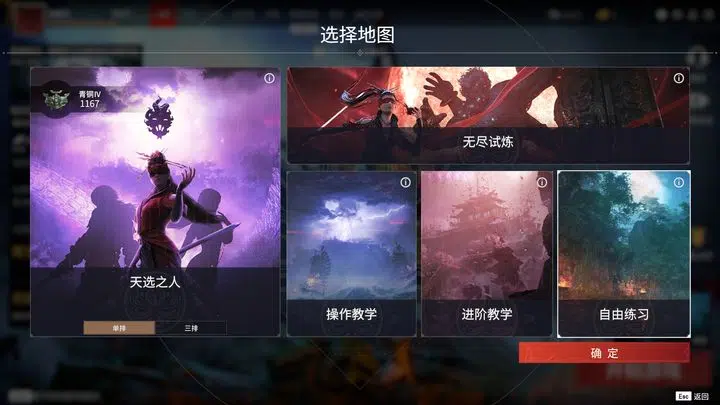 选择地图
青铜IV
1167
天选之人
单排
三排
无尽试炼
操作教学
进阶教学
自由练习
确定
Esc 返回